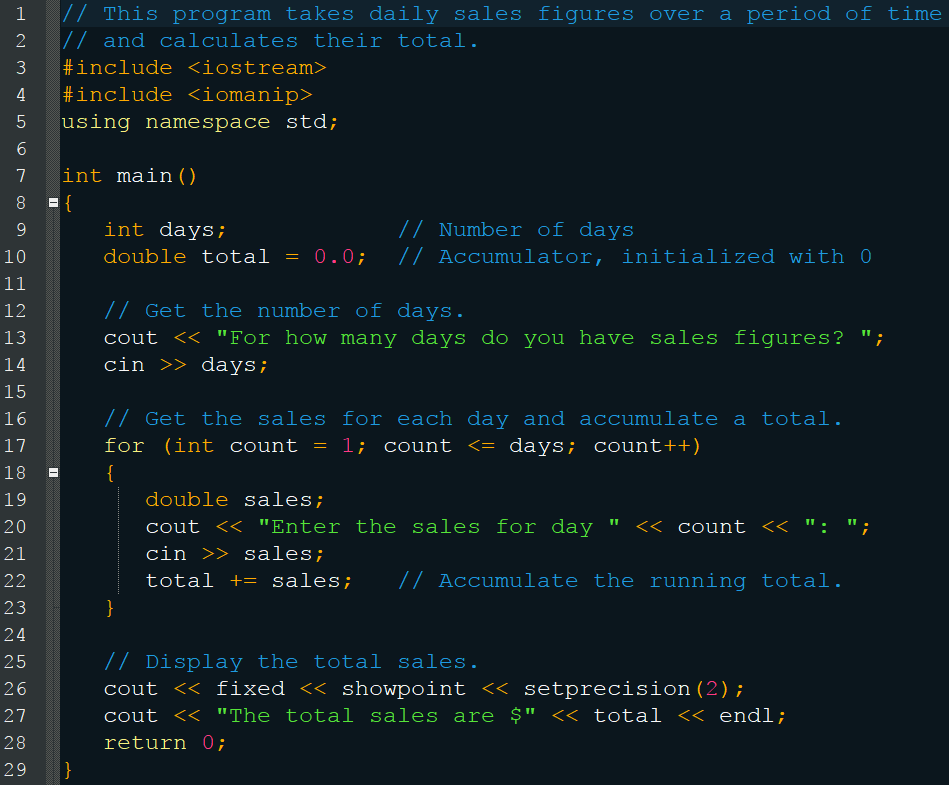 1 // This program takes daily sales figures over a period of time
2 // and calculates their total.
3 #include <iostream>
4 #include <iomanip>
5 using namespace std;
6
7 int main()
8 {
9    int days;            // Number of days
10    double total = 0.0;  // Accumulator, initialized with 0
11
12    // Get the number of days.
13    cout << "For how many days do you have sales figures? ";
14    cin >> days;
15
16    // Get the sales for each day and accumulate a total.
17    for (int count = 1; count <= days; count++)
18    {
19       double sales;
20       cout << "Enter the sales for day " << count << ": ";
21       cin >> sales;
22       total += sales;   // Accumulate the running total.
23    }
24
25    // Display the total sales.
26    cout << fixed << showpoint << setprecision(2);
27    cout << "The total sales are $" << total << endl;
28    return 0;
29 }